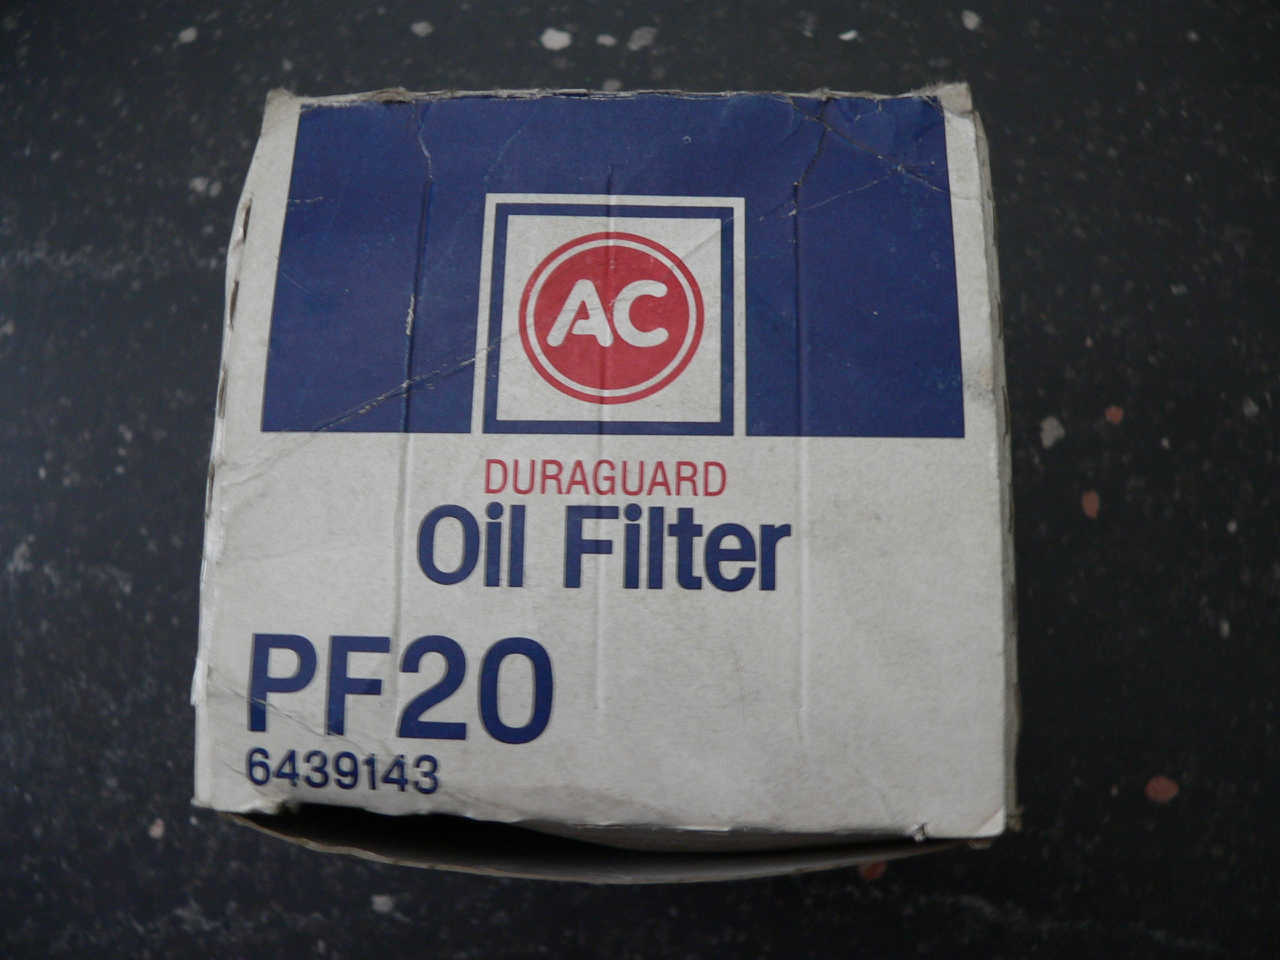 AC
DURAGUARD
Oil Filter
PF20
6439143